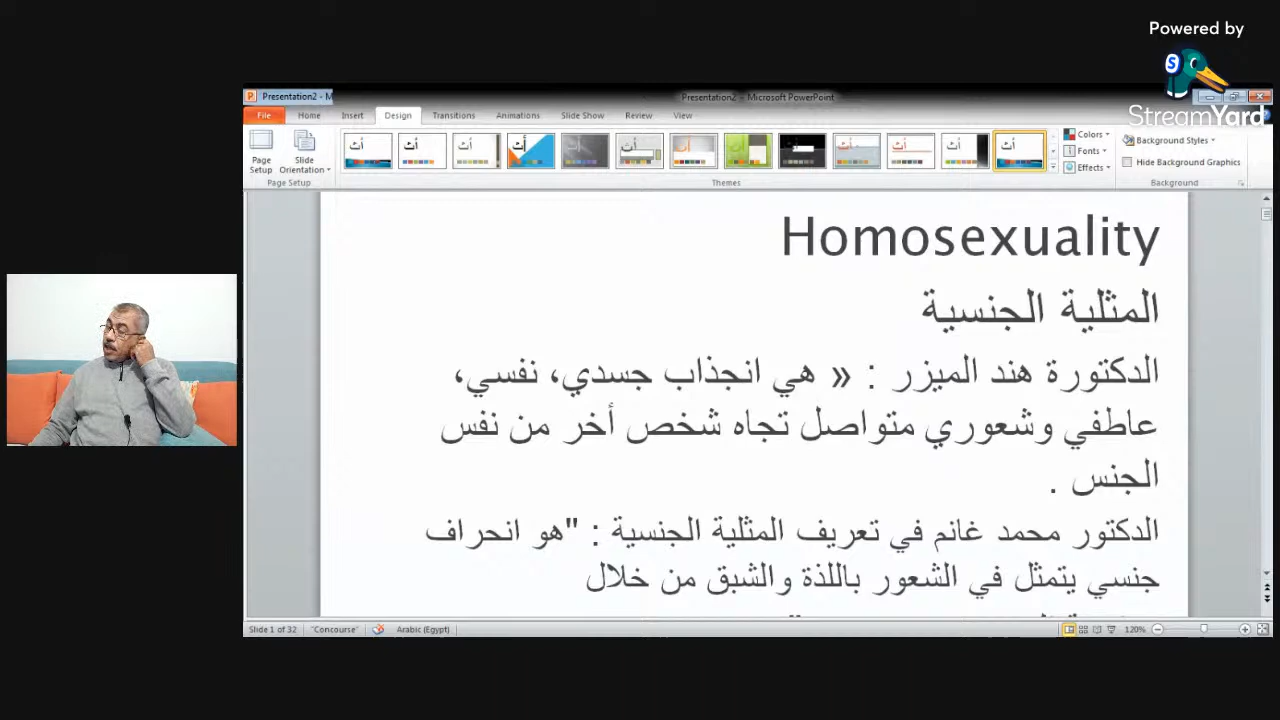 Powered by
StreamYard
Presentation2 - M
Presentation2 - Microsoft PowerPoint
File Home Insert Design Transitions Animations Slide Show Review View
Page Setup
Slide Orientation
Colors
Fonts
Effects
Background Styles
Hide Background Graphics
Page Setup Themes Background
Homosexuality
المثلية الجنسية
الدكتورة هند الميزر : « هي انجذاب جسدي، نفسي،
عاطفي وشعوري متواصل تجاه شخص أخر من نفس
الجنس .
الدكتور محمد غانم في تعريف المثلية الجنسية : "هو انحراف
جنسي يتمثل في الشعور باللذة والشبق من خلال
Slide 1 of 32 "Concourse" Arabic (Egypt) 120%